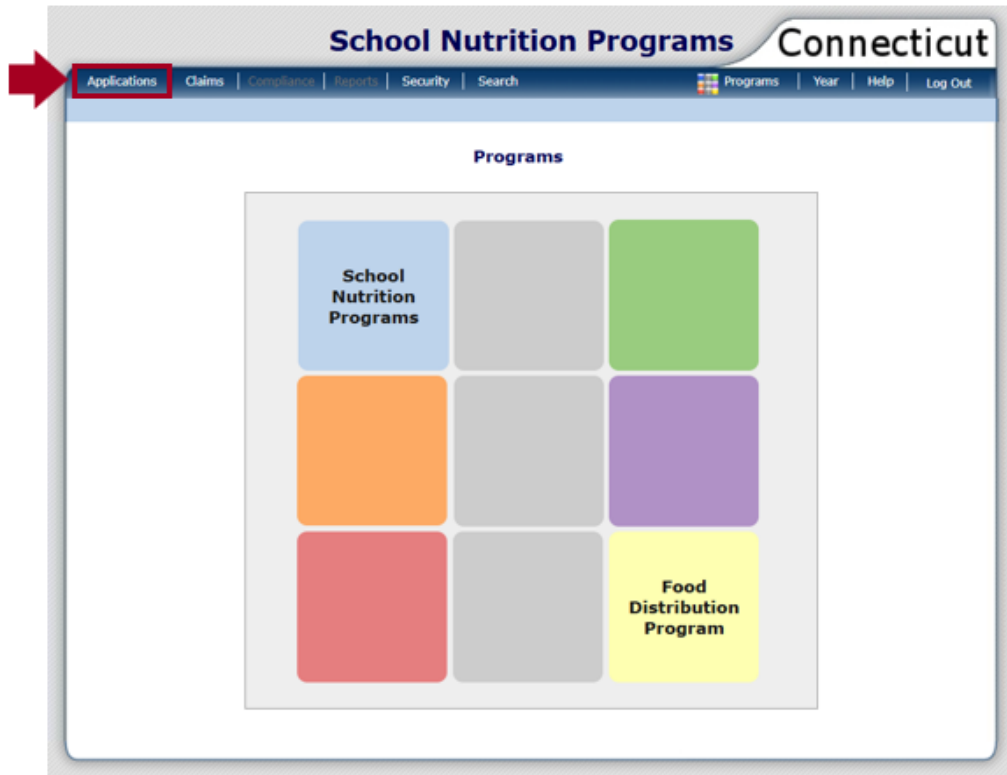 School Nutrition Programs
Connecticut
Applications Claims | Compliance | Reports | Security | Search Programs | Year | Help | Log Out
Programs
School
Nutrition
Programs
Food
Distribution
Program